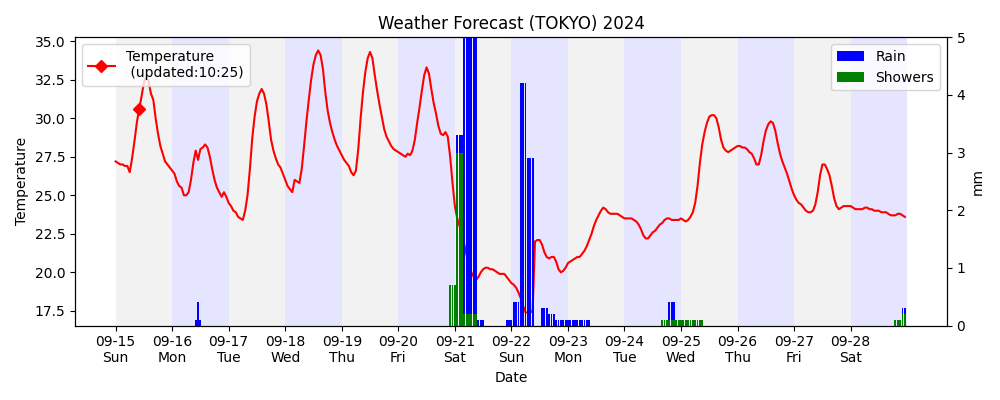 Weather Forecast (TOKYO) 2024
Temperature
(updated:10:25)
Rain
Showers
35.0
32.5
30.0
27.5
25.0
22.5
20.0
17.5
Temperature
5
4
3
2
1
0
mm
09-15 09-16 09-17 09-18 09-19 09-20 09-21 09-22 09-23 09-24 09-25 09-26 09-27 09-28
Sun Mon Tue Wed Thu Fri Sat Sun Mon Tue Wed Thu Fri Sat
Date